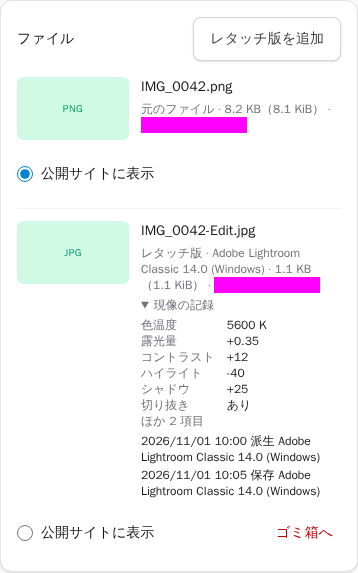 ファイル
レタッチ版を追加
PNG
IMG_0042.png
元のファイル · 8.2 KB（8.1 KiB） ·
公開サイトに表示
JPG
IMG_0042-Edit.jpg
レタッチ版 · Adobe Lightroom
Classic 14.0 (Windows) · 1.1 KB
（1.1 KiB） ·
▼ 現像の記録
色温度 5600 K
露光量 +0.35
コントラスト +12
ハイライト -40
シャドウ +25
切り抜き あり
ほか 2 項目
2026/11/01 10:00 派生 Adobe
Lightroom Classic 14.0 (Windows)
2026/11/01 10:05 保存 Adobe
Lightroom Classic 14.0 (Windows)
公開サイトに表示
ゴミ箱へ